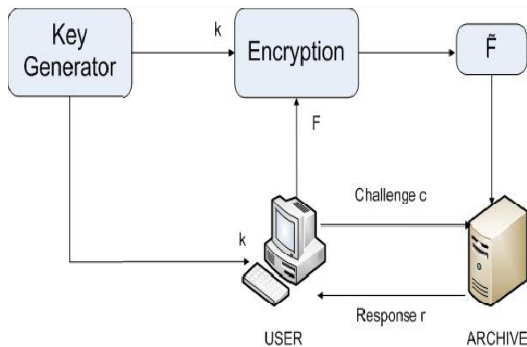 Key
Generator
k
Encryption
F̃
F
Challenge c
k
Response r
USER
ARCHIVE